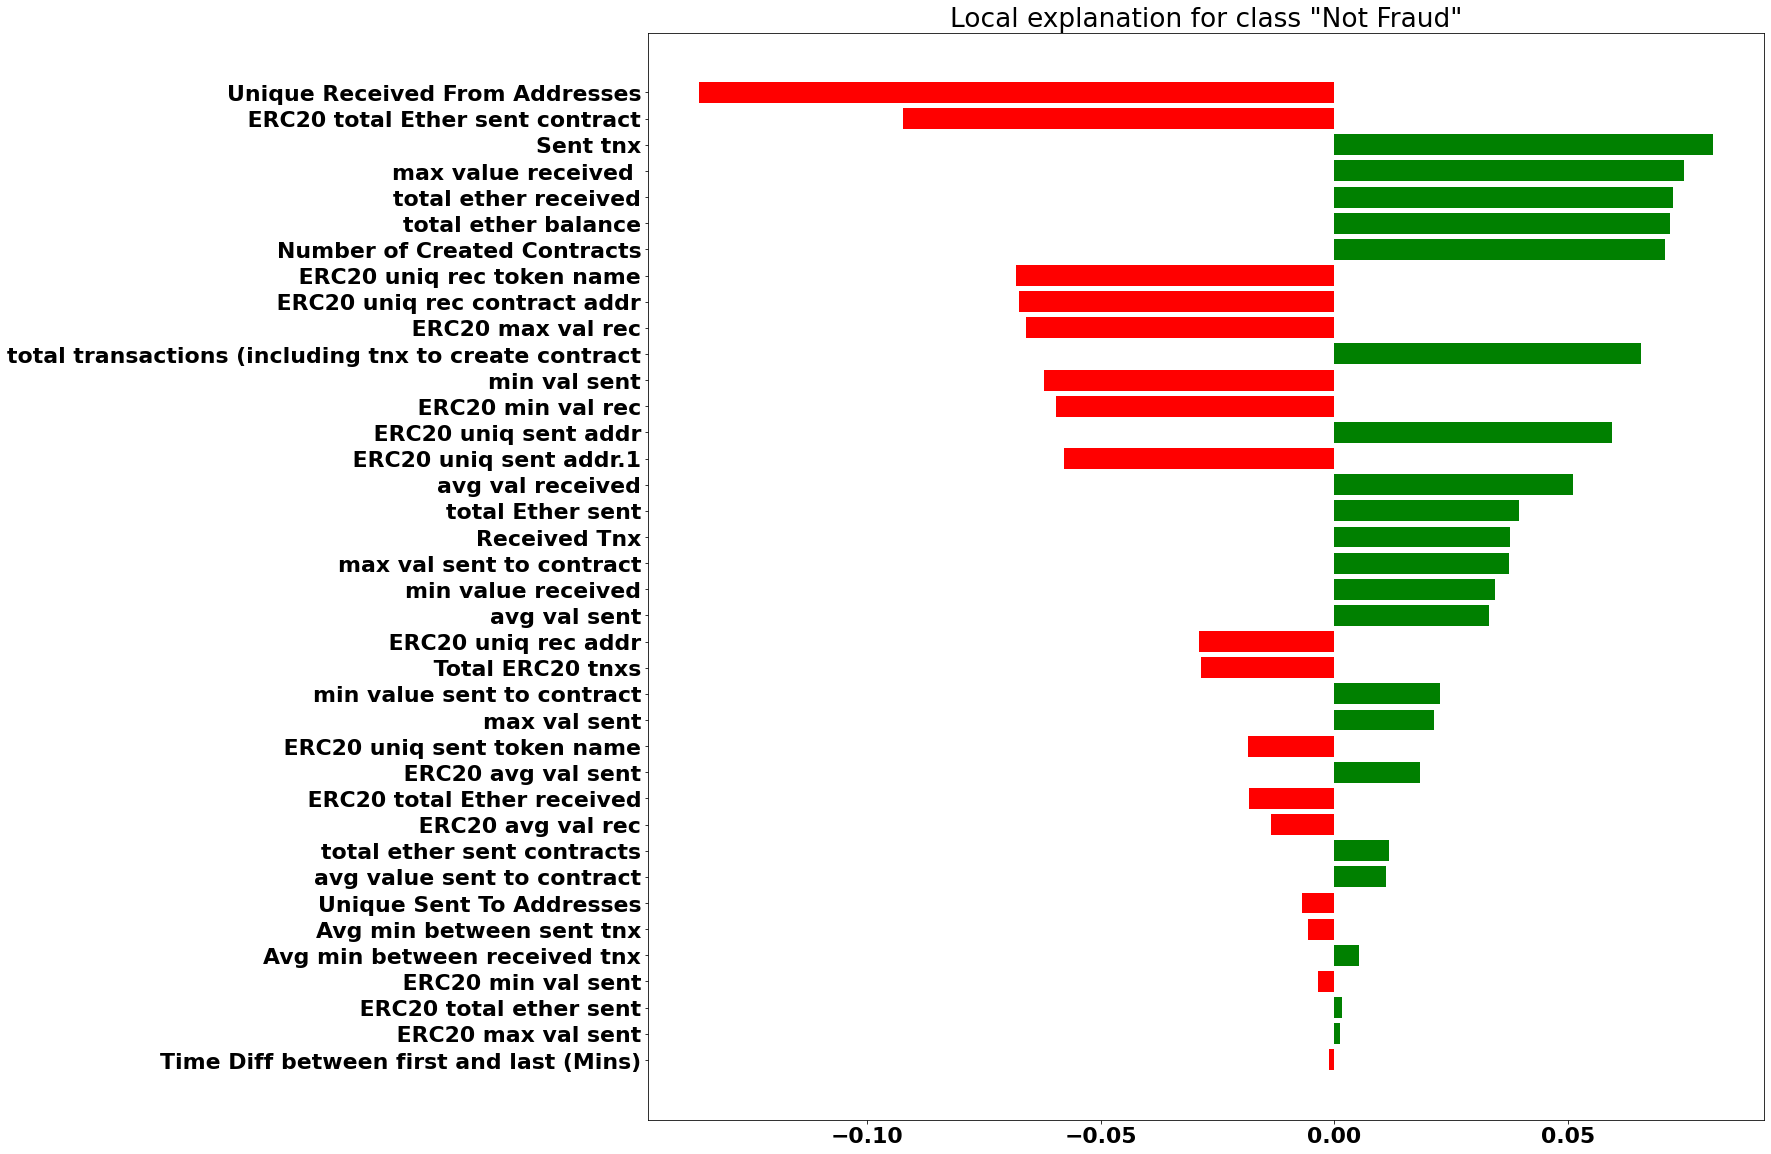 Local explanation for class "Not Fraud"
Unique Received From Addresses
ERC20 total Ether sent contract
Sent tnx
max value received
total ether received
total ether balance
Number of Created Contracts
ERC20 uniq rec token name
ERC20 uniq rec contract addr
ERC20 max val rec
total transactions (including tnx to create contract
min val sent
ERC20 min val rec
ERC20 uniq sent addr
ERC20 uniq sent addr.1
avg val received
total Ether sent
Received Tnx
max val sent to contract
min value received
avg val sent
ERC20 uniq rec addr
Total ERC20 tnxs
min value sent to contract
max val sent
ERC20 uniq sent token name
ERC20 avg val sent
ERC20 total Ether received
ERC20 avg val rec
total ether sent contracts
avg value sent to contract
Unique Sent To Addresses
Avg min between sent tnx
Avg min between received tnx
ERC20 min val sent
ERC20 total ether sent
ERC20 max val sent
Time Diff between first and last (Mins)
−0.10 −0.05 0.00 0.05